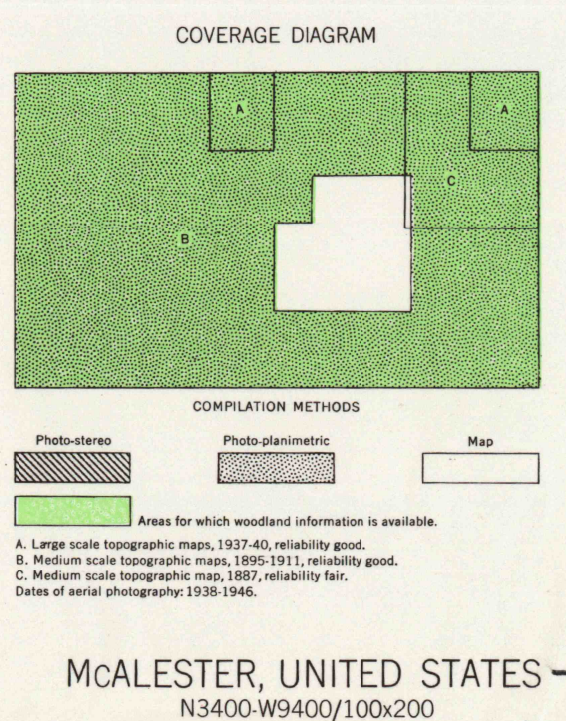 COVERAGE DIAGRAM
A
A
C
B
COMPILATION METHODS
Photo-stereo
Photo-planimetric
Map
Areas for which woodland information is available.
A. Large scale topographic maps, 1937-40, reliability good.
B. Medium scale topographic maps, 1895-1911, reliability good.
C. Medium scale topographic map, 1887, reliability fair.
Dates of aerial photography: 1938-1946.
McALESTER, UNITED STATES
N3400-W9400/100x200